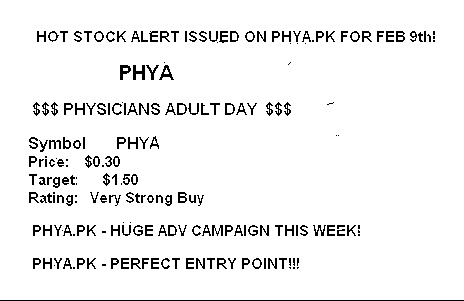 HOT STOCK ALERT ISSUED ON PHYA.PK FOR FEB 9th!
PHYA
$$$ PHYSICIANS ADULT DAY $$$
Symbol PHYA
Price: $0.30
Target: $1.50
Rating: Very Strong Buy
PHYA.PK - HUGE ADV CAMPAIGN THIS WEEK!
PHYA.PK - PERFECT ENTRY POINT!!!